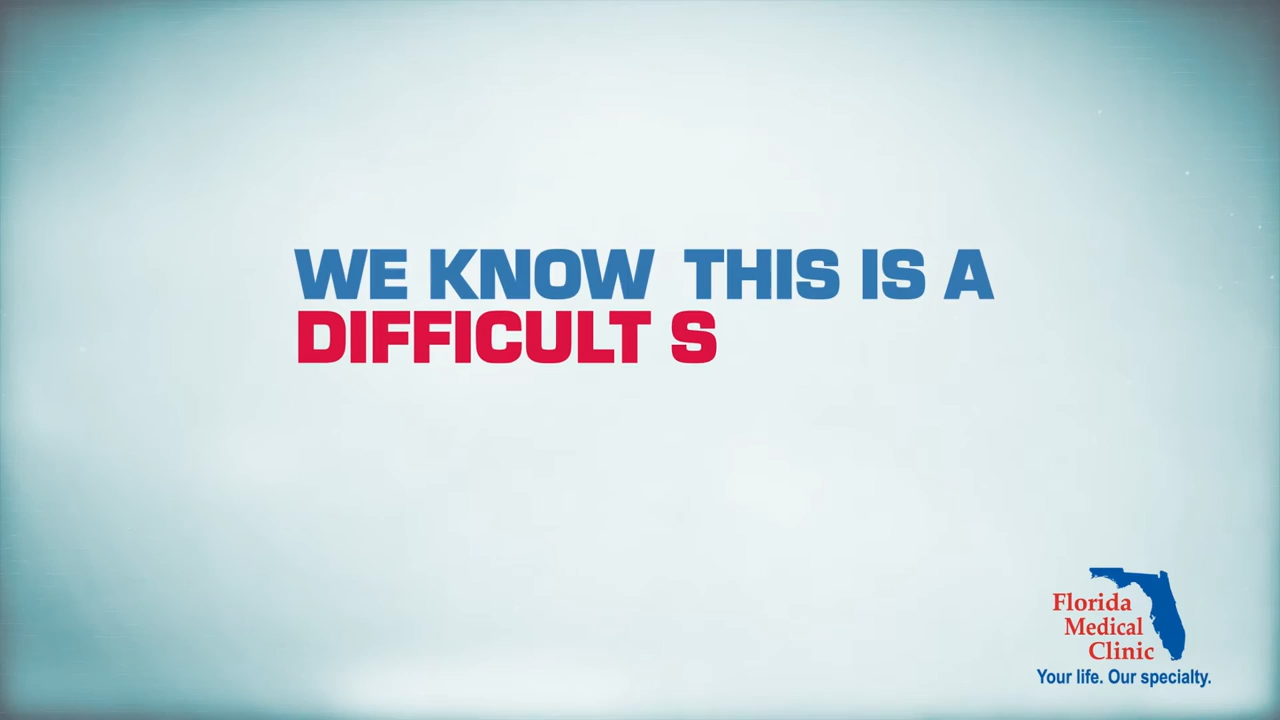 WE KNOW THIS IS A
DIFFICULT S
Florida
Medical
Clinic
Your life. Our specialty.